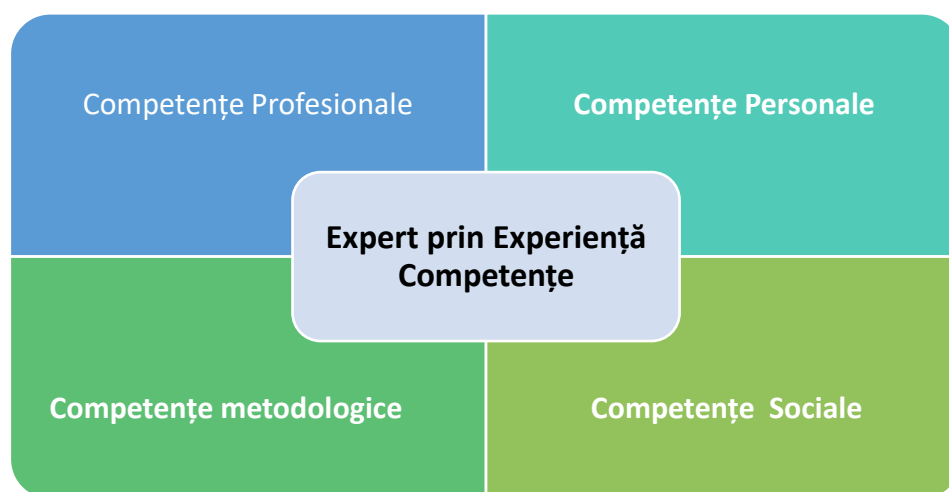 Competențe Profesionale
Competențe Personale
Expert prin Experiență
Competențe
Competențe metodologice
Competențe  Sociale